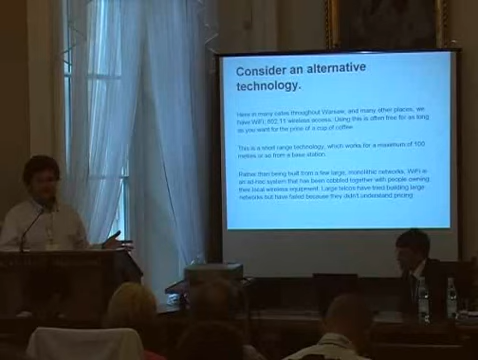 Consider an alternative
technology.
Here in many cafes throughout Warsaw, and many other places, we
have WiFi, 802.11 wireless access. Using this is often free for as long
as you want for the price of a cup of coffee
This is a short range technology, which works for a maximum of 100
metres or so from a base station.
Rather than being built from a few large, monolithic networks, WiFi is
an ad-hoc system that has been cobbled together with people owning
their local wireless equipment. Large telcos have tried building large
networks but have failed because they didn't understand pricing